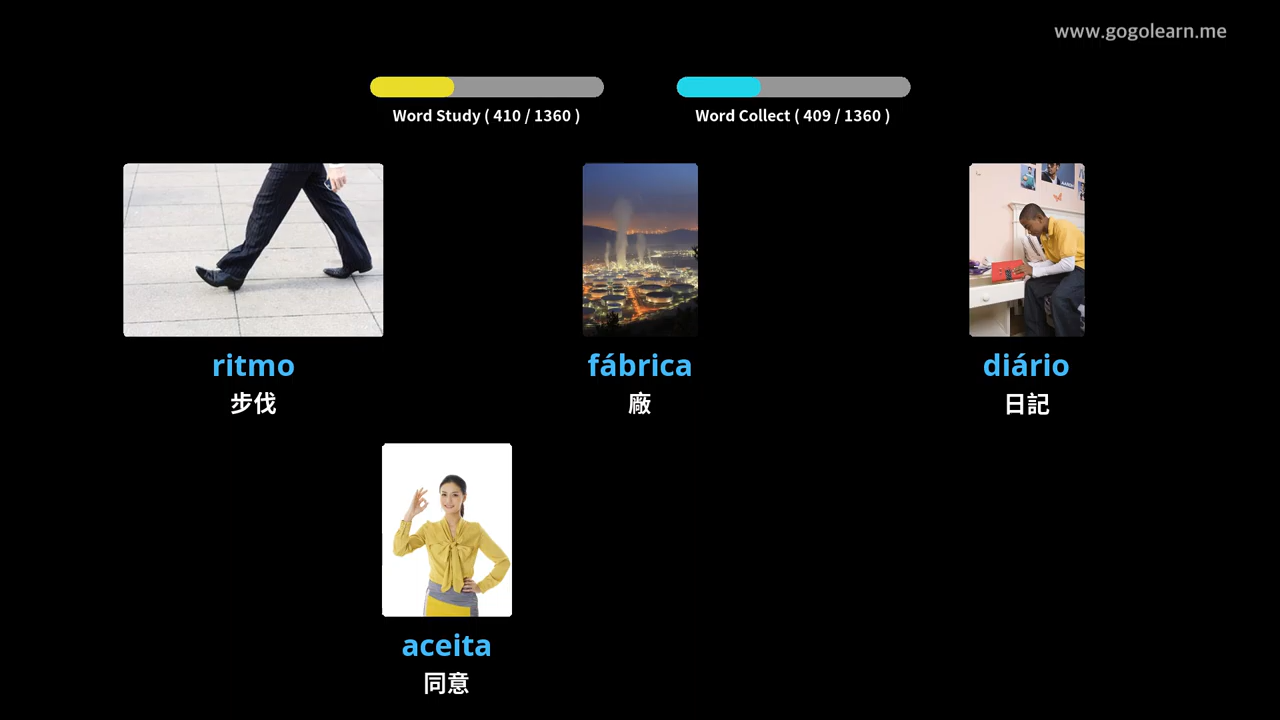 www.gogolearn.me
Word Study ( 410 / 1360 )
Word Collect ( 409 / 1360 )
ritmo
步伐
fábrica
廠
diário
日記
aceita
同意